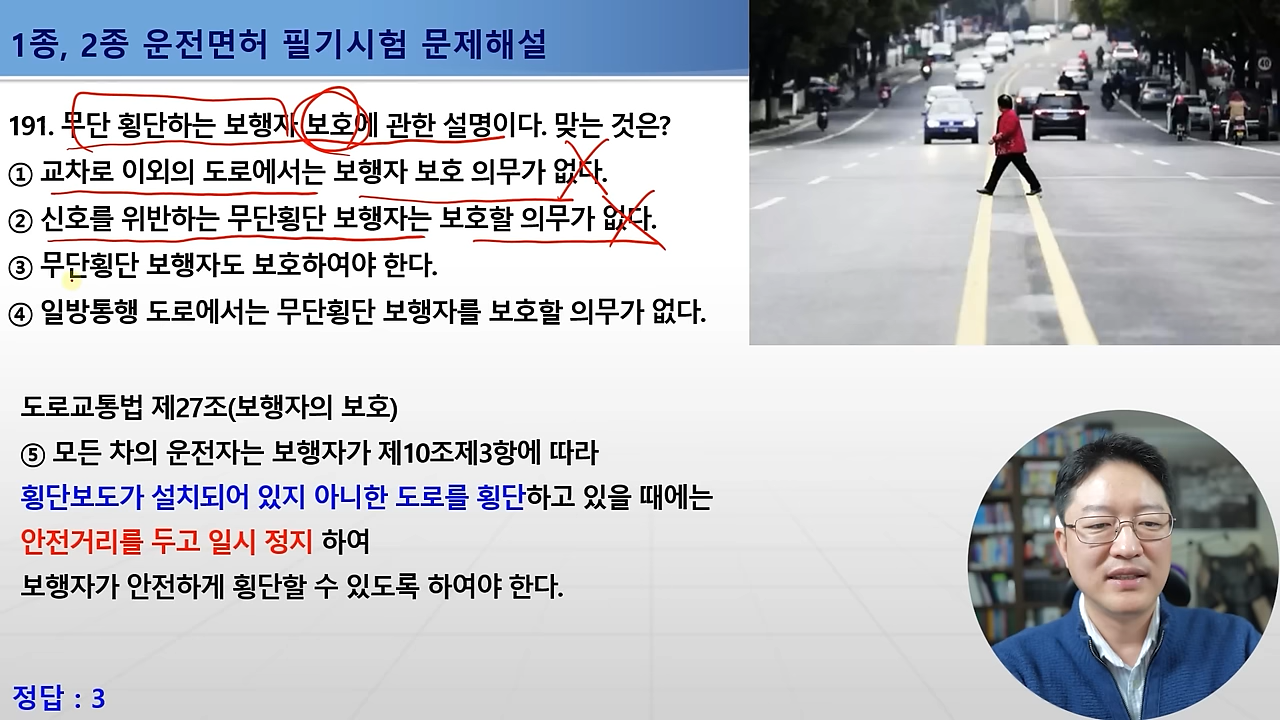 1종, 2종 운전면허 필기시험 문제해설
191. 무단 횡단하는 보행자 보호에 관한 설명이다. 맞는 것은?
① 교차로 이외의 도로에서는 보행자 보호 의무가 없다.
② 신호를 위반하는 무단횡단 보행자는 보호할 의무가 없다.
③ 무단횡단 보행자도 보호하여야 한다.
④ 일방통행 도로에서는 무단횡단 보행자를 보호할 의무가 없다.
도로교통법 제27조(보행자의 보호)
⑤ 모든 차의 운전자는 보행자가 제10조제3항에 따라
횡단보도가 설치되어 있지 아니한 도로를 횡단하고 있을 때에는
안전거리를 두고 일시 정지 하여
보행자가 안전하게 횡단할 수 있도록 하여야 한다.
정답 : 3